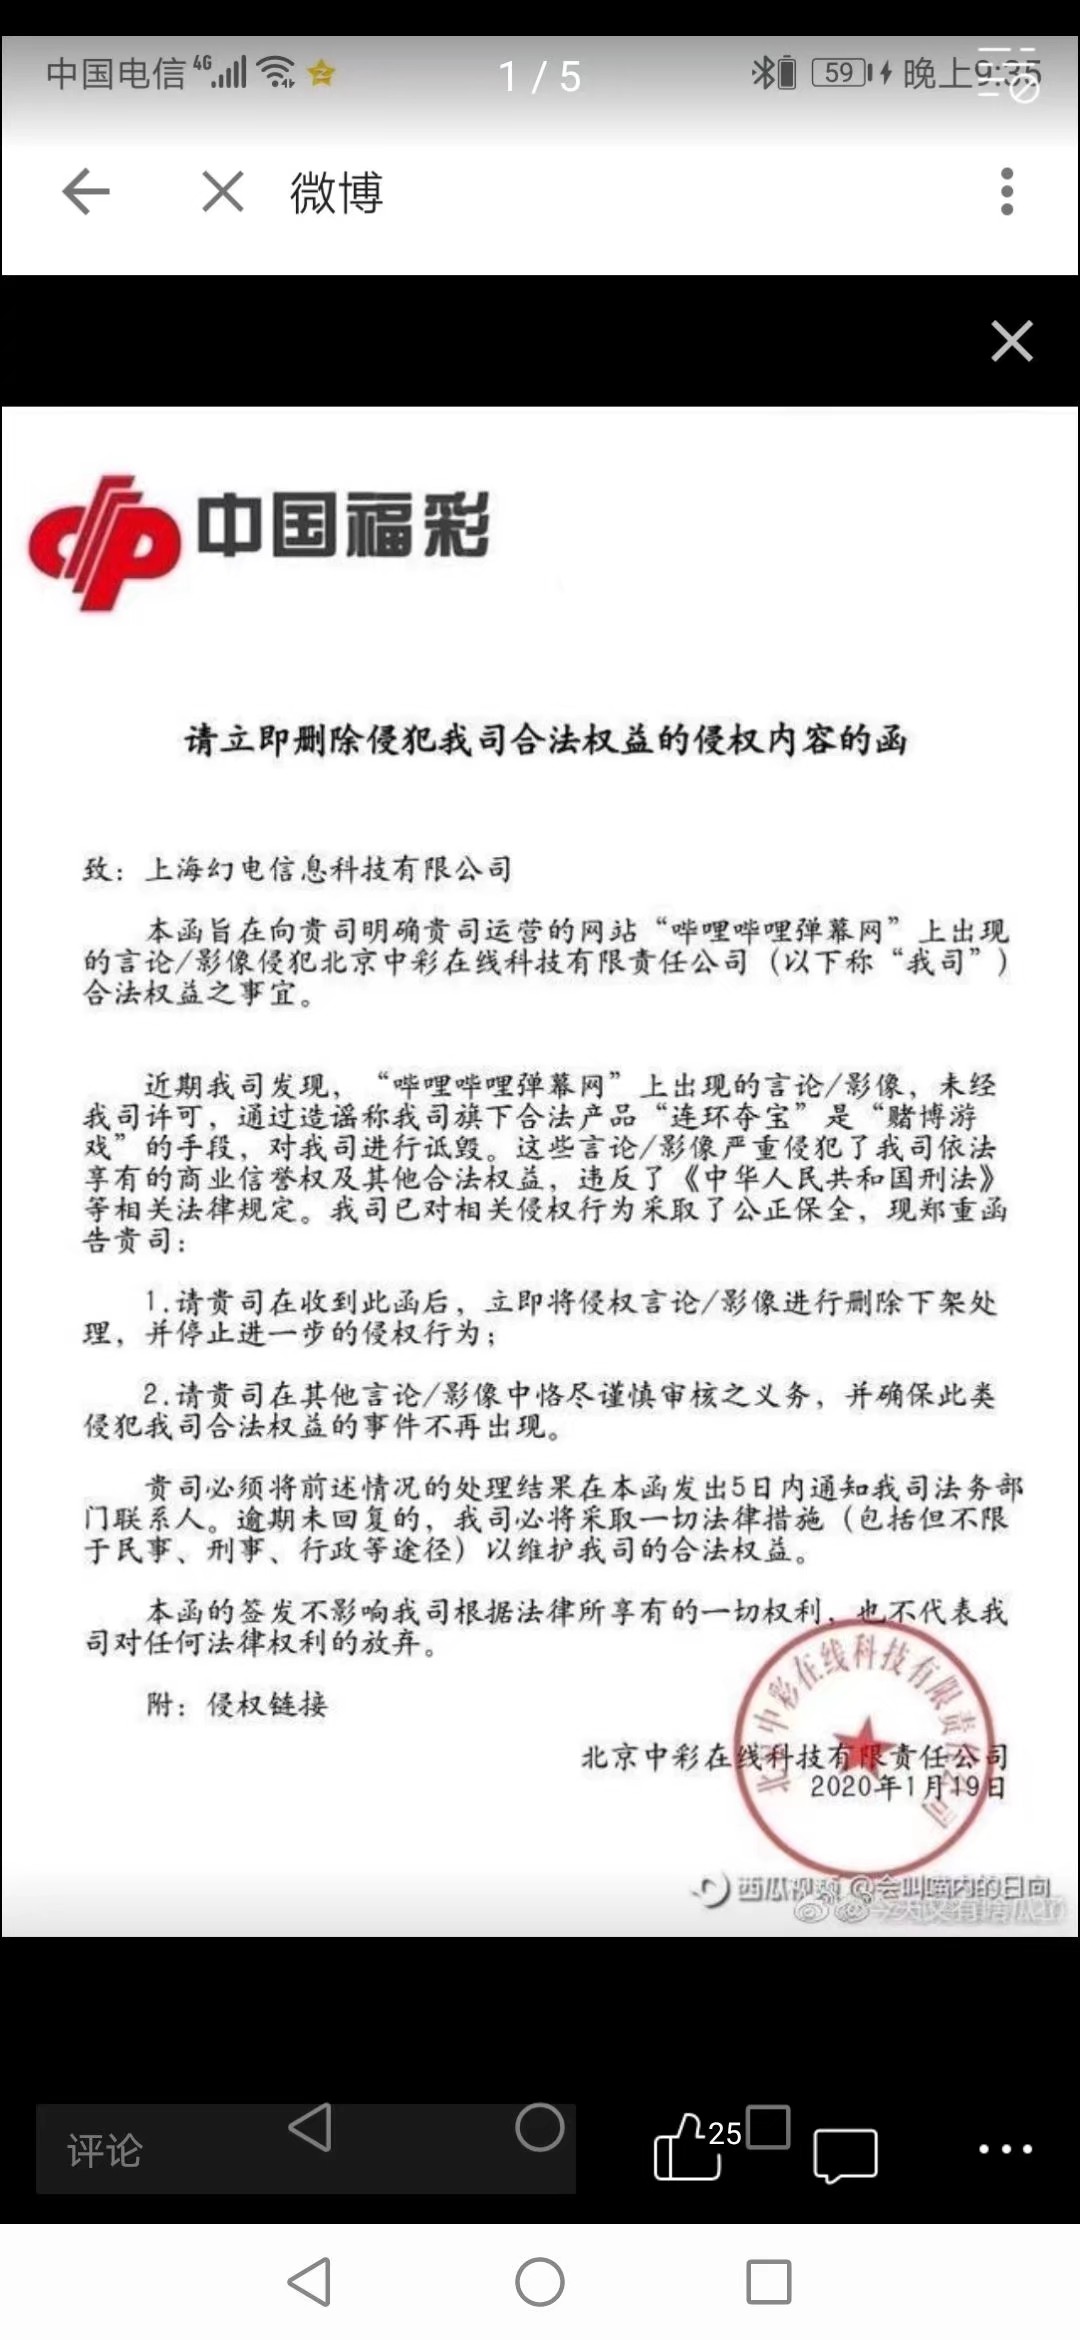 中国电信 4G 1 / 5 59 晚上9:35
微博
中国福彩
请立即删除侵犯我司合法权益的侵权内容的函
致：上海幻电信息科技有限公司
本函旨在向贵司明确贵司运营的网站“哔哩哔哩弹幕网”上出现
的言论/影像侵犯北京中彩在线科技有限责任公司（以下称“我司”）
合法权益之事宜。
近期我司发现，“哔哩哔哩弹幕网”上出现的言论/影像，未经
我司许可，通过造谣称我司旗下合法产品“连环夺宝”是“赌博游
戏”的手段，对我司进行诋毁。这些言论/影像严重侵犯了我司依法
享有的商业信誉权及其他合法权益，违反了《中华人民共和国刑法》
等相关法律规定。我司已对相关侵权行为采取了公正保全，现郑重函
告贵司：
1.请贵司在收到此函后，立即将侵权言论/影像进行删除下架处
理，并停止进一步的侵权行为；
2.请贵司在其他言论/影像中恪尽谨慎审核之义务，并确保此类
侵犯我司合法权益的事件不再出现。
贵司必须将前述情况的处理结果在本函发出5日内通知我司法务部
门联系人。逾期未回复的，我司必将采取一切法律措施（包括但不限
于民事、刑事、行政等途径）以维护我司的合法权益。
本函的签发不影响我司根据法律所享有的一切权利，也不代表我
司对任何法律权利的放弃。
附：侵权链接
北京中彩在线科技有限责任公司
北京中彩在线科技有限责任公司
2020年1月19日
西瓜视频 @会叫喵内的日向
评论
25